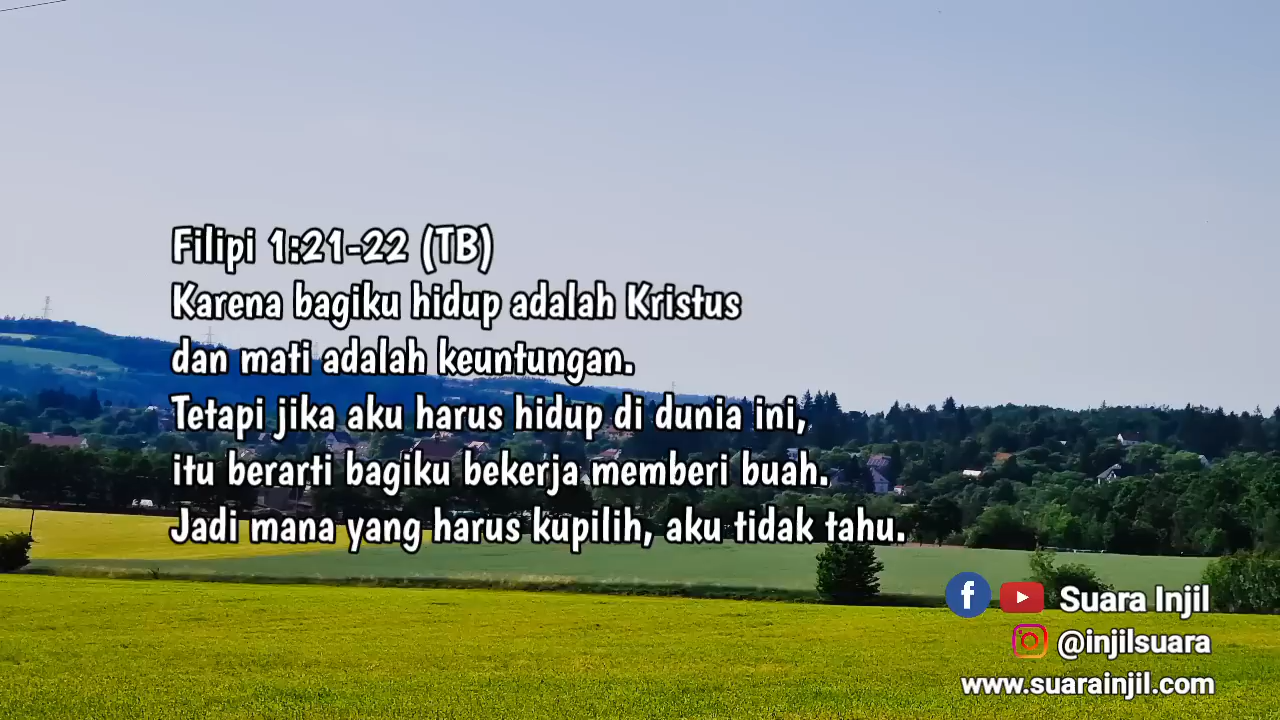 Filipi 1:21-22 (TB)
Karena bagiku hidup adalah Kristus
dan mati adalah keuntungan.
Tetapi jika aku harus hidup di dunia ini,
itu berarti bagiku bekerja memberi buah.
Jadi mana yang harus kupilih, aku tidak tahu.
Suara Injil
@injilsuara
www.suarainjil.com